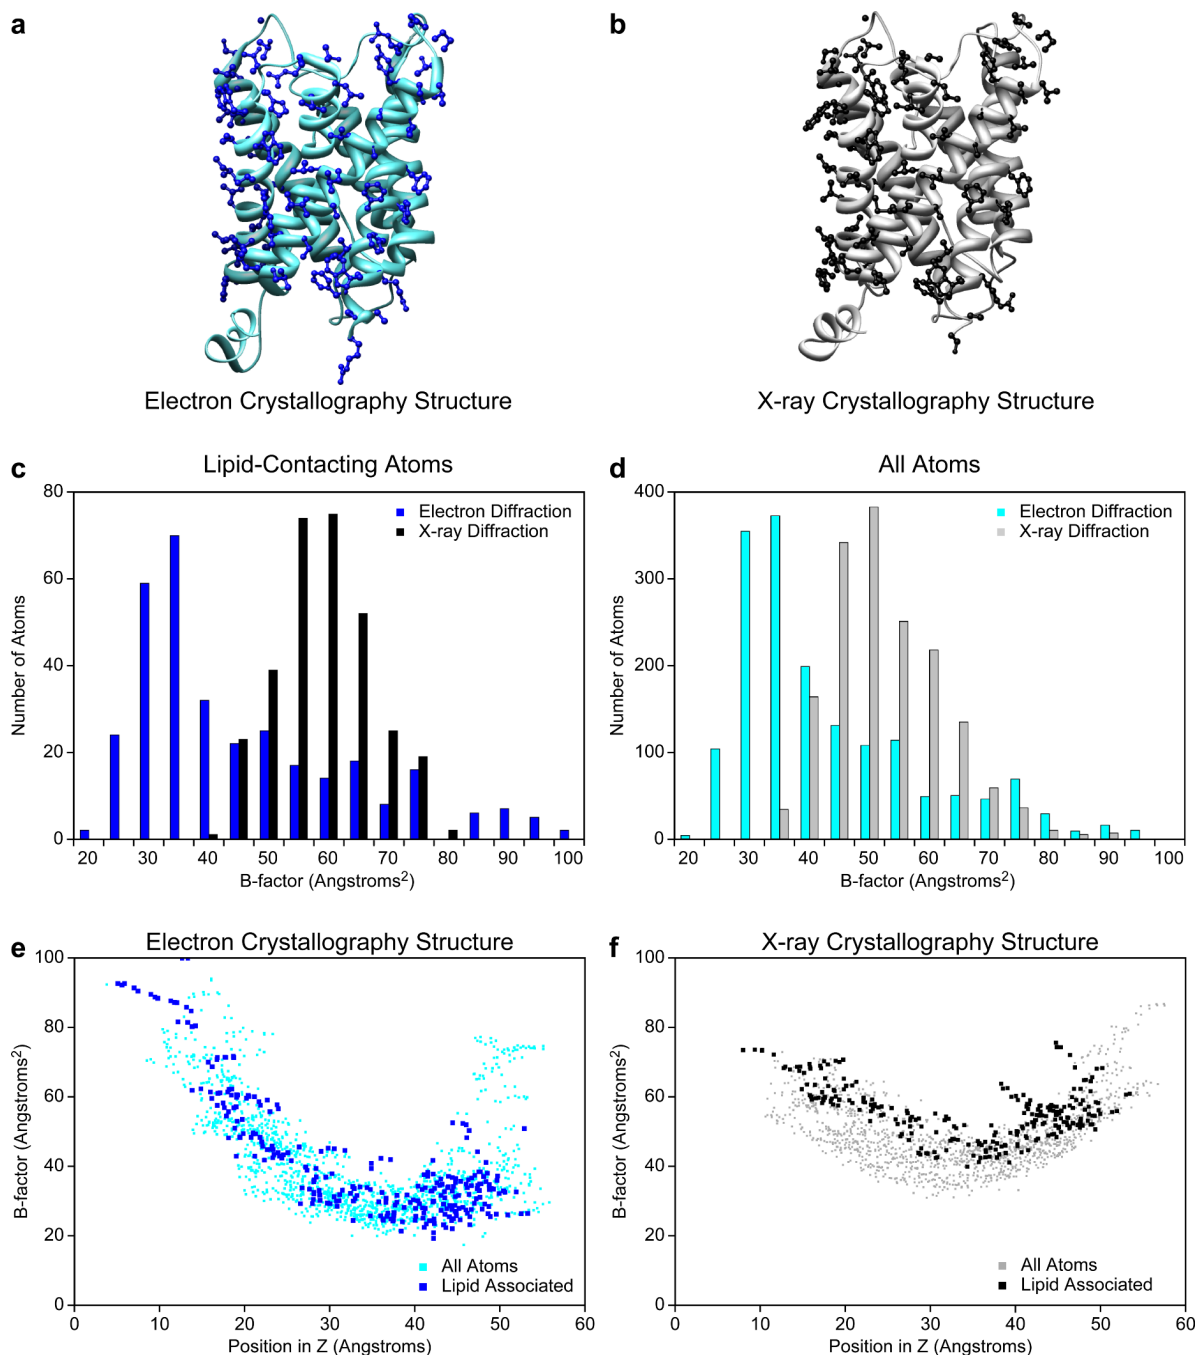 a
b
Electron Crystallography Structure
X-ray Crystallography Structure
c
Lipid-Contacting Atoms
80
60
40
20
0
Number of Atoms
Electron Diffraction
X-ray Diffraction
20 30 40 50 60 70 80 90 100
B-factor (Angstroms²)
d
All Atoms
400
300
200
100
0
Number of Atoms
Electron Diffraction
X-ray Diffraction
20 30 40 50 60 70 80 90 100
B-factor (Angstroms²)
e
Electron Crystallography Structure
100
80
60
40
20
0
B-factor (Angstroms²)
All Atoms
Lipid Associated
0 10 20 30 40 50 60
Position in Z (Angstroms)
f
X-ray Crystallography Structure
100
80
60
40
20
0
B-factor (Angstroms²)
All Atoms
Lipid Associated
0 10 20 30 40 50 60
Position in Z (Angstroms)